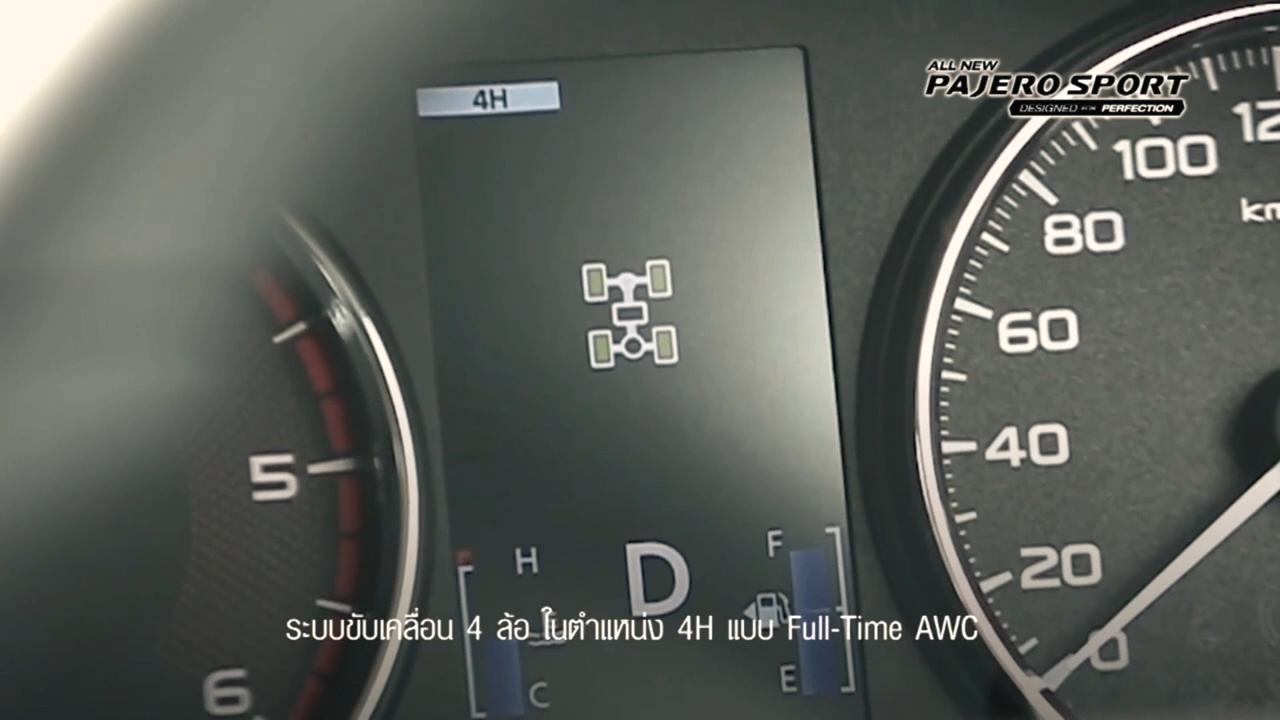 ALL NEW
PAJERO SPORT
DESIGNED FOR PERFECTION
4H
100
80
60
40
20
0
5
6
H
C
D
F
E
ระบบขับเคลื่อน 4 ล้อ ในตำแหน่ง 4H แบบ Full-Time AWC